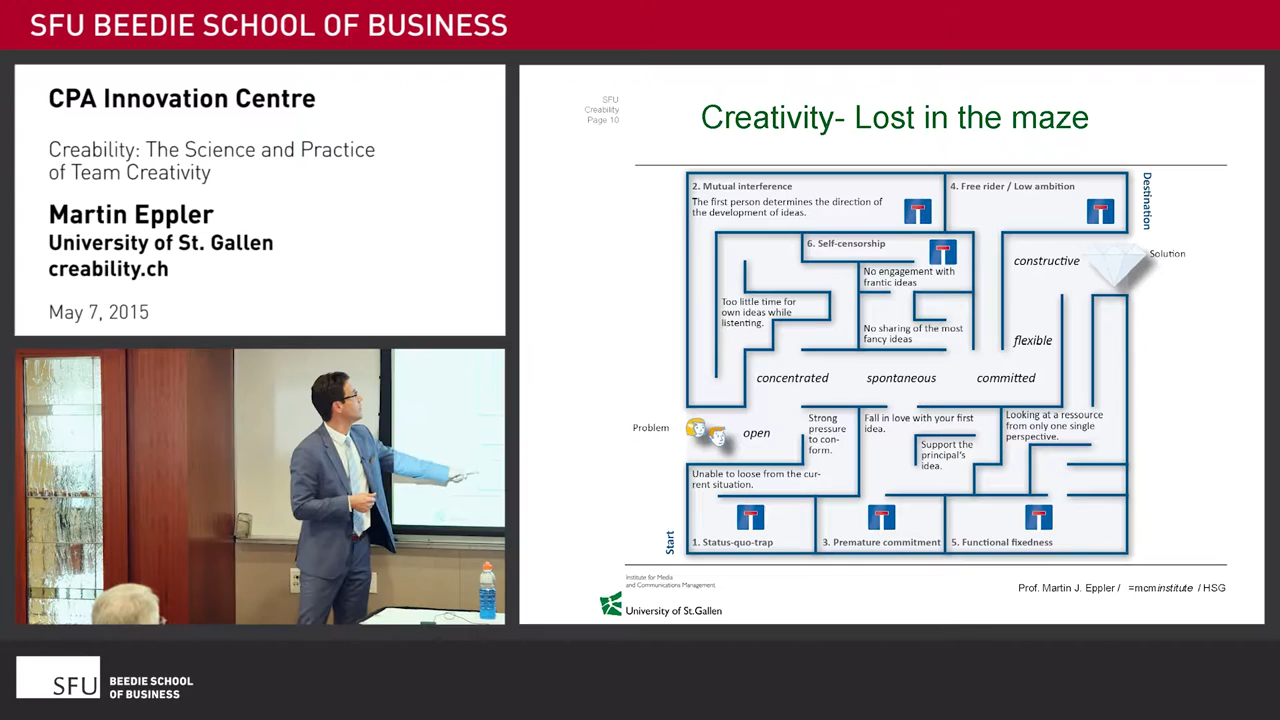 SFU BEEDIE SCHOOL OF BUSINESS
CPA Innovation Centre
Creability: The Science and Practice
of Team Creativity
Martin Eppler
University of St. Gallen
creability.ch
May 7, 2015
SFU
Creability
Page 10
Creativity- Lost in the maze
2. Mutual interference
The first person determines the direction of
the development of ideas.
4. Free rider / Low ambition
Destination
6. Self-censorship
No engagement with
frantic ideas
constructive
Solution
Too little time for
own ideas while
listening.
No sharing of the most
fancy ideas
flexible
concentrated
spontaneous
committed
Problem
open
Strong
pressure
to con-
form.
Fall in love with your first
idea.
Support the
principal's
idea.
Looking at a ressource
from only one single
perspective.
Unable to loose from the cur-
rent situation.
Start
1. Status-quo-trap
3. Premature commitment
5. Functional fixedness
Institute for Media
and Communications Management
University of St.Gallen
Prof. Martin J. Eppler / =mcminstitute / HSG
SFU
BEEDIE SCHOOL
OF BUSINESS